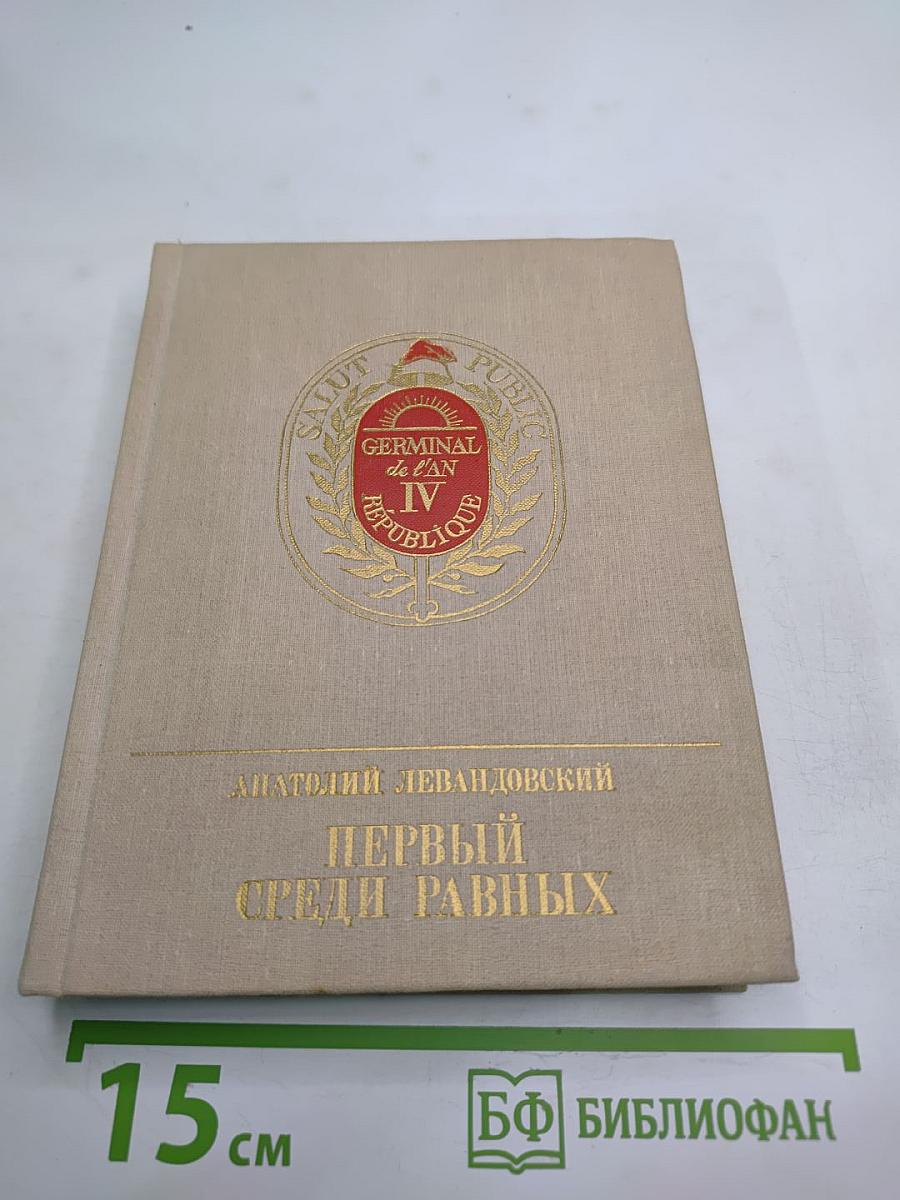 SALUT PUBLIC
GERMINAL
de l'AN
IV
RÉPUBLIQUE
АНАТОЛИЙ ЛЕВАНДОВСКИЙ
ПЕРВЫЙ
СРЕДИ РАВНЫХ
15 см
БФ БИБЛИОФАН